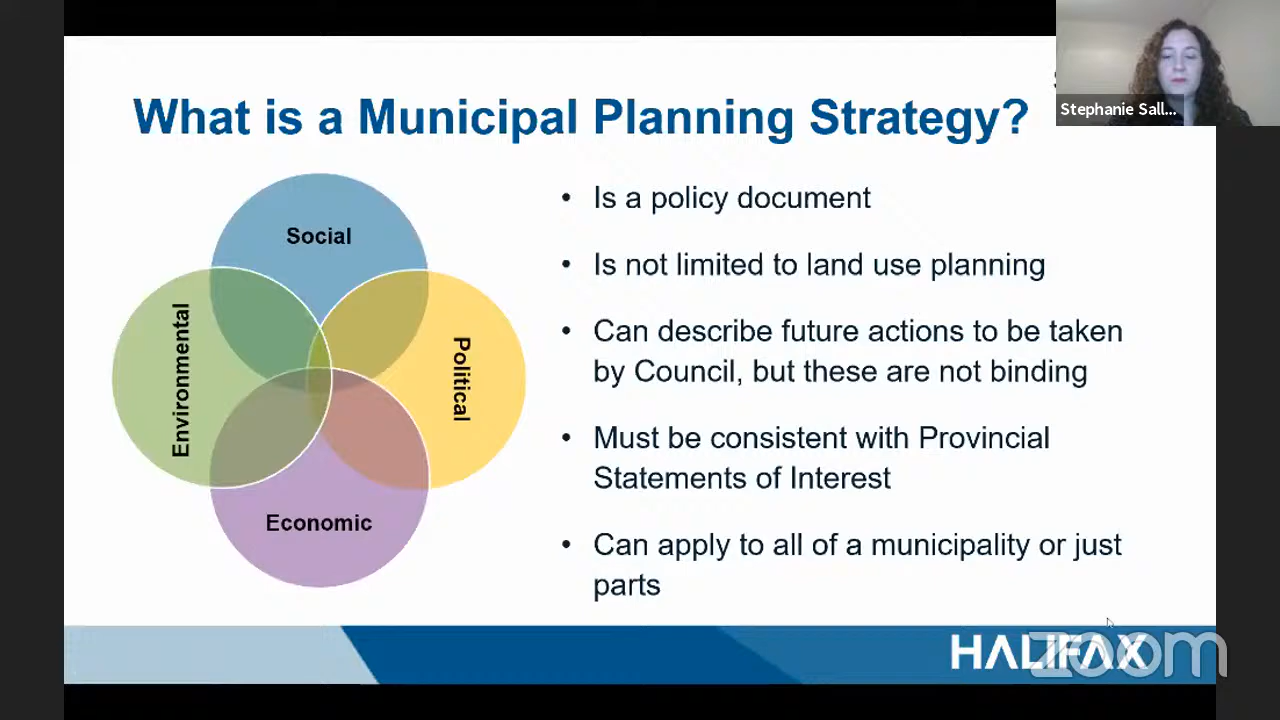 What is a Municipal Planning Strategy?
Stephanie Sall...
Social
Environmental
Political
Economic
• Is a policy document
• Is not limited to land use planning
• Can describe future actions to be taken
by Council, but these are not binding
• Must be consistent with Provincial
Statements of Interest
• Can apply to all of a municipality or just
parts
HALIFAX
zoom